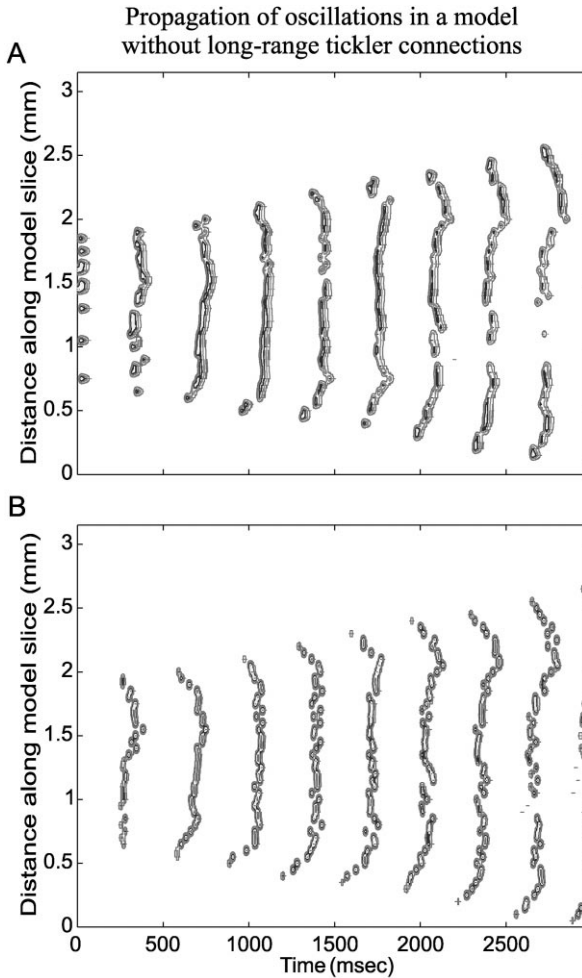 Propagation of oscillations in a model
without long-range tickler connections
A
Distance along model slice (mm)
3
2.5
2
1.5
1
0.5
0
B
Distance along model slice (mm)
3
2.5
2
1.5
1
0.5
0
0 500 1000 1500 2000 2500
Time (msec)